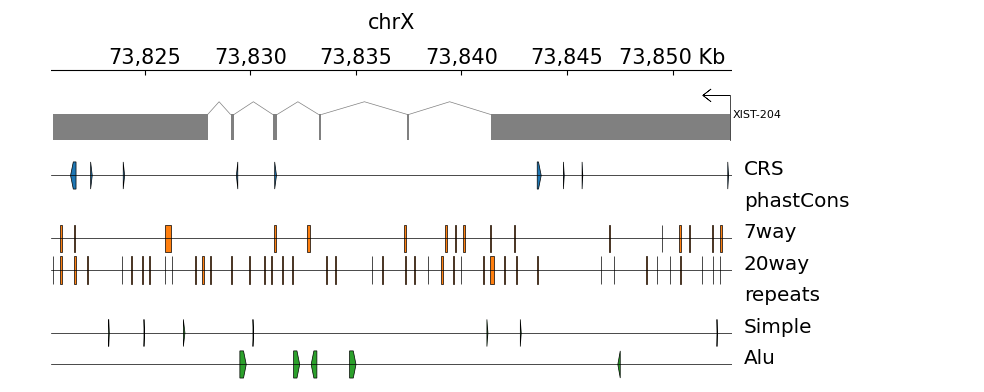 chrX
73,825 73,830 73,835 73,840 73,845 73,850 Kb
XIST-204
CRS
phastCons
7way
20way
repeats
Simple
Alu